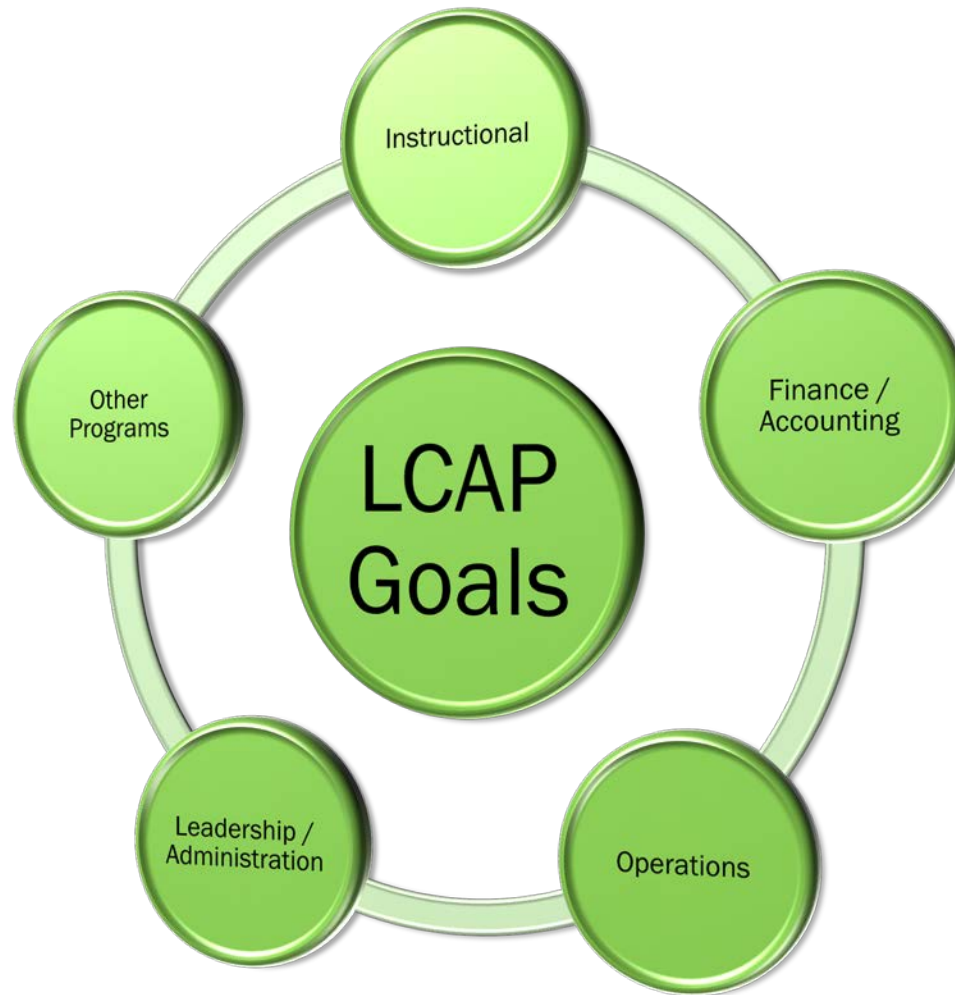 Instructional
Finance /
Accounting
Other
Programs
LCAP
Goals
Leadership /
Administration
Operations